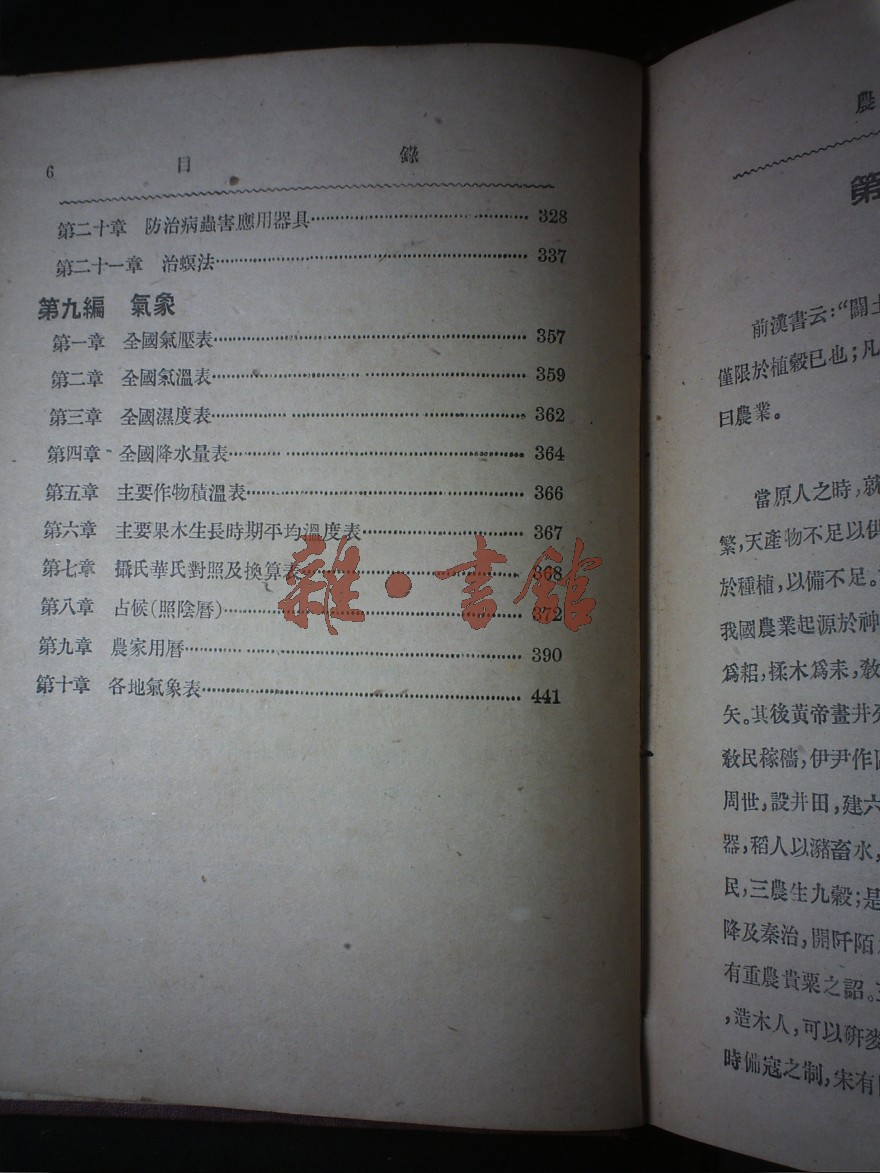 6 目 錄
第二十章 防治病蟲害應用器具 328
第二十一章 治螟法 337
第九編 氣象
第一章 全國氣壓表 357
第二章 全國氣溫表 359
第三章 全國濕度表 362
第四章 全國降水量表 364
第五章 主要作物積溫表 366
第六章 主要果木生長時期平均溫度表 367
第七章 攝氏華氏對照及換算表 368
第八章 占候(照陰曆) 372
第九章 農家用曆 390
第十章 各地氣象表 441
雜·書館
農
第
前漢書云:“闢土
僅限於植穀已也;凡
曰農業。
當原人之時,就
繁,天產物不足以供
於種植,以備不足。
我國農業起源於神
爲耜,揉木爲耒,敎
矢。其後黃帝畫井
敎民稼穡,伊尹作
周世,設井田,建六
器,稻人以瀦畜水,
民,三農生九穀;是
降及秦治,開阡陌
有重農貴粟之詔。
,造木人,可以硏麥
時備寇之制,宋有